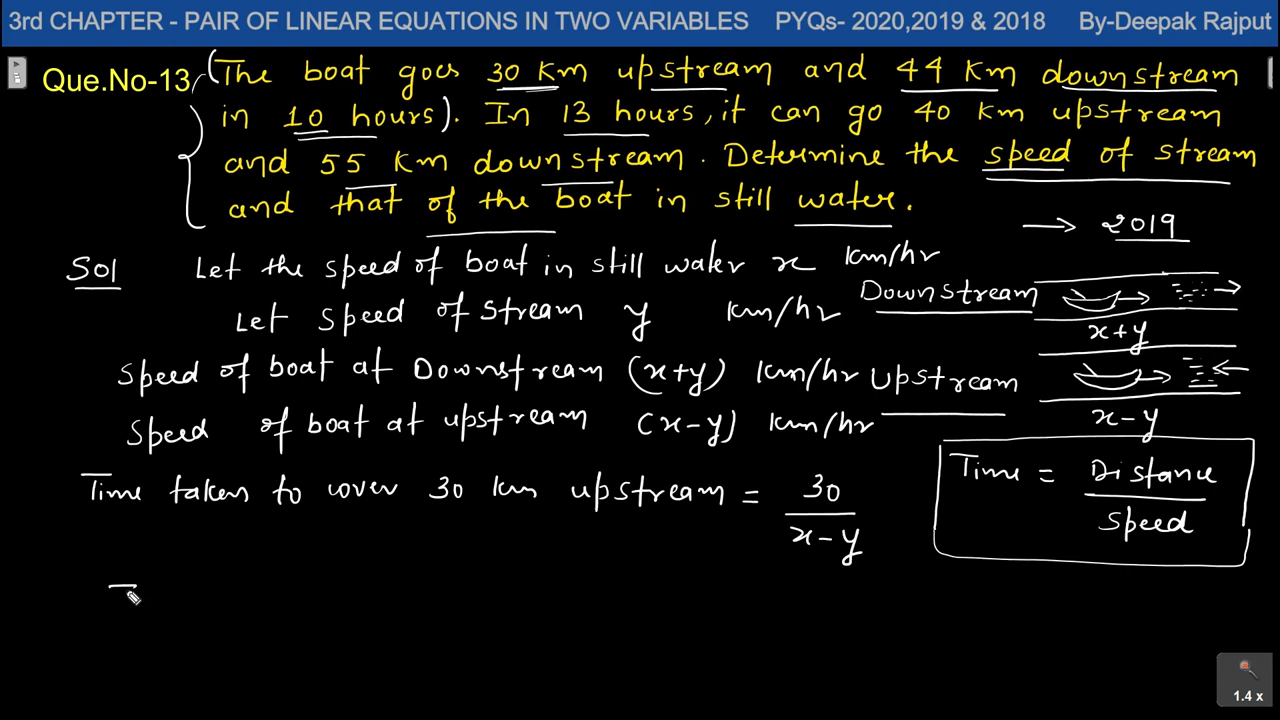 3rd CHAPTER - PAIR OF LINEAR EQUATIONS IN TWO VARIABLES PYQs- 2020,2019 & 2018 By-Deepak Rajput
Que.No-13 (The boat goes 30 Km upstream and 44 Km downstream
in 10 hours). In 13 hours, it can go 40 km upstream
and 55 Km downstream. Determine the speed of stream
and that of the boat in still water.
→ 2019
Sol Let the speed of boat in still water x km/hr
Let speed of stream y km/hr
Downstream
x+y
Speed of boat at Downstream (x+y) km/hr
Upstream
x-y
Speed of boat at upstream (x-y) km/hr
Time taken to cover 30 km upstream = 30/x-y
Time = Distance/Speed
1.4 x